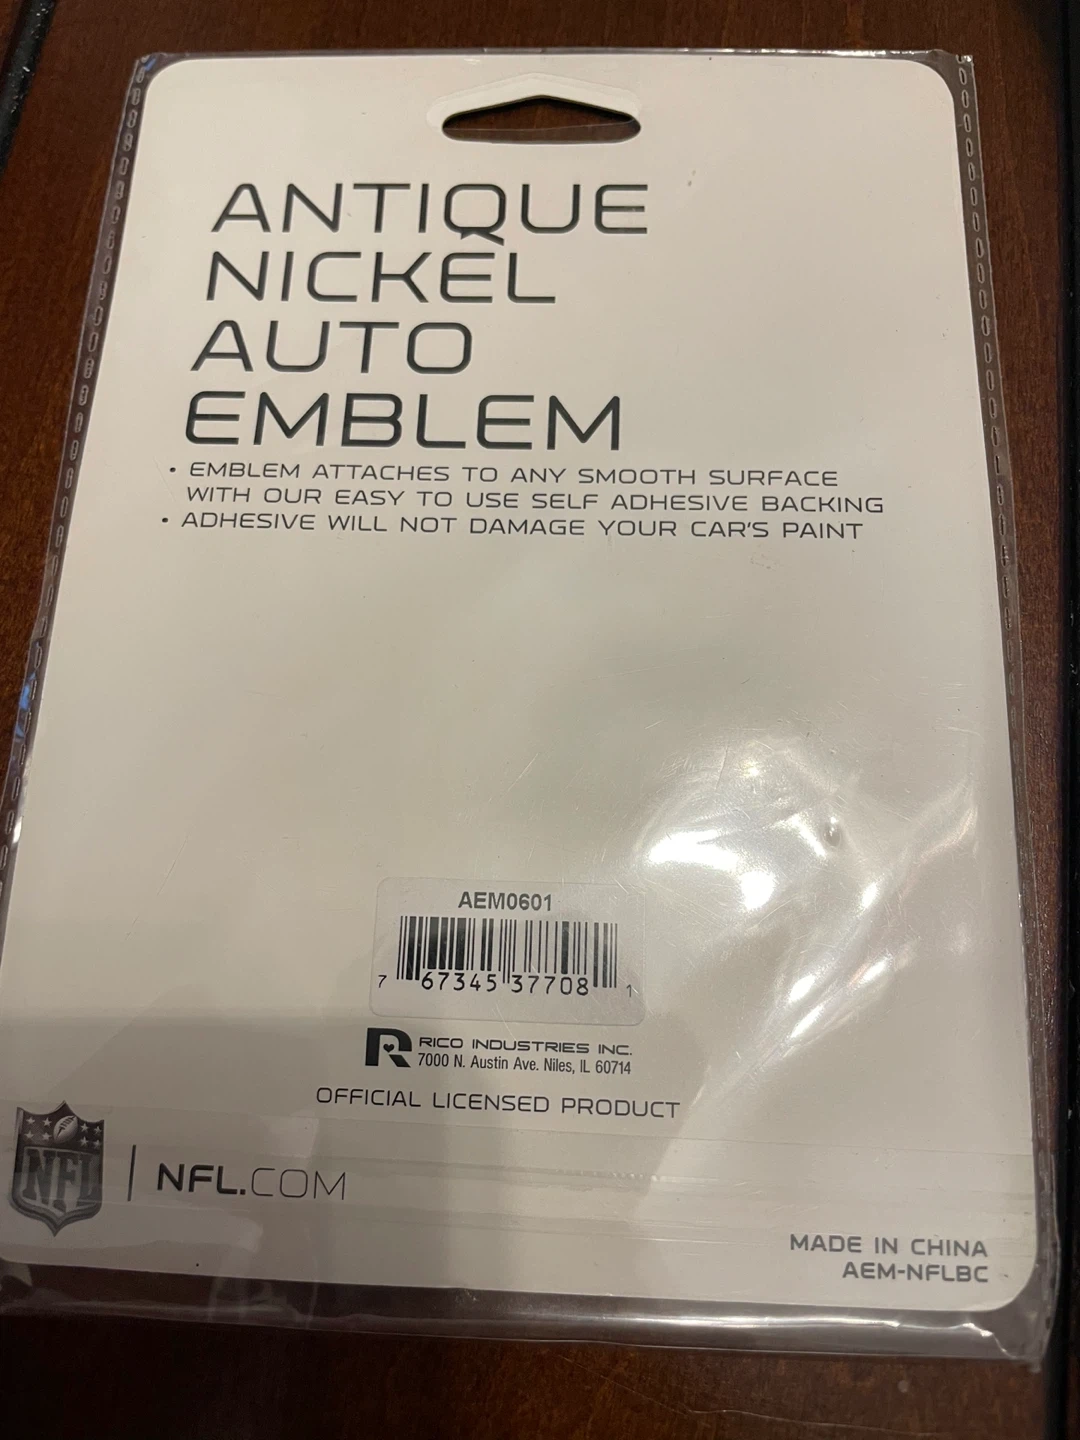 ANTIQUE
NICKEL
AUTO
EMBLEM
• EMBLEM ATTACHES TO ANY SMOOTH SURFACE
WITH OUR EASY TO USE SELF ADHESIVE BACKING
• ADHESIVE WILL NOT DAMAGE YOUR CAR'S PAINT
AEM0601
7 67345 37708 1
R RICO INDUSTRIES INC.
7000 N. Austin Ave. Niles, IL 60714
OFFICIAL LICENSED PRODUCT
NFL | NFL.COM
MADE IN CHINA
AEM-NFLBC